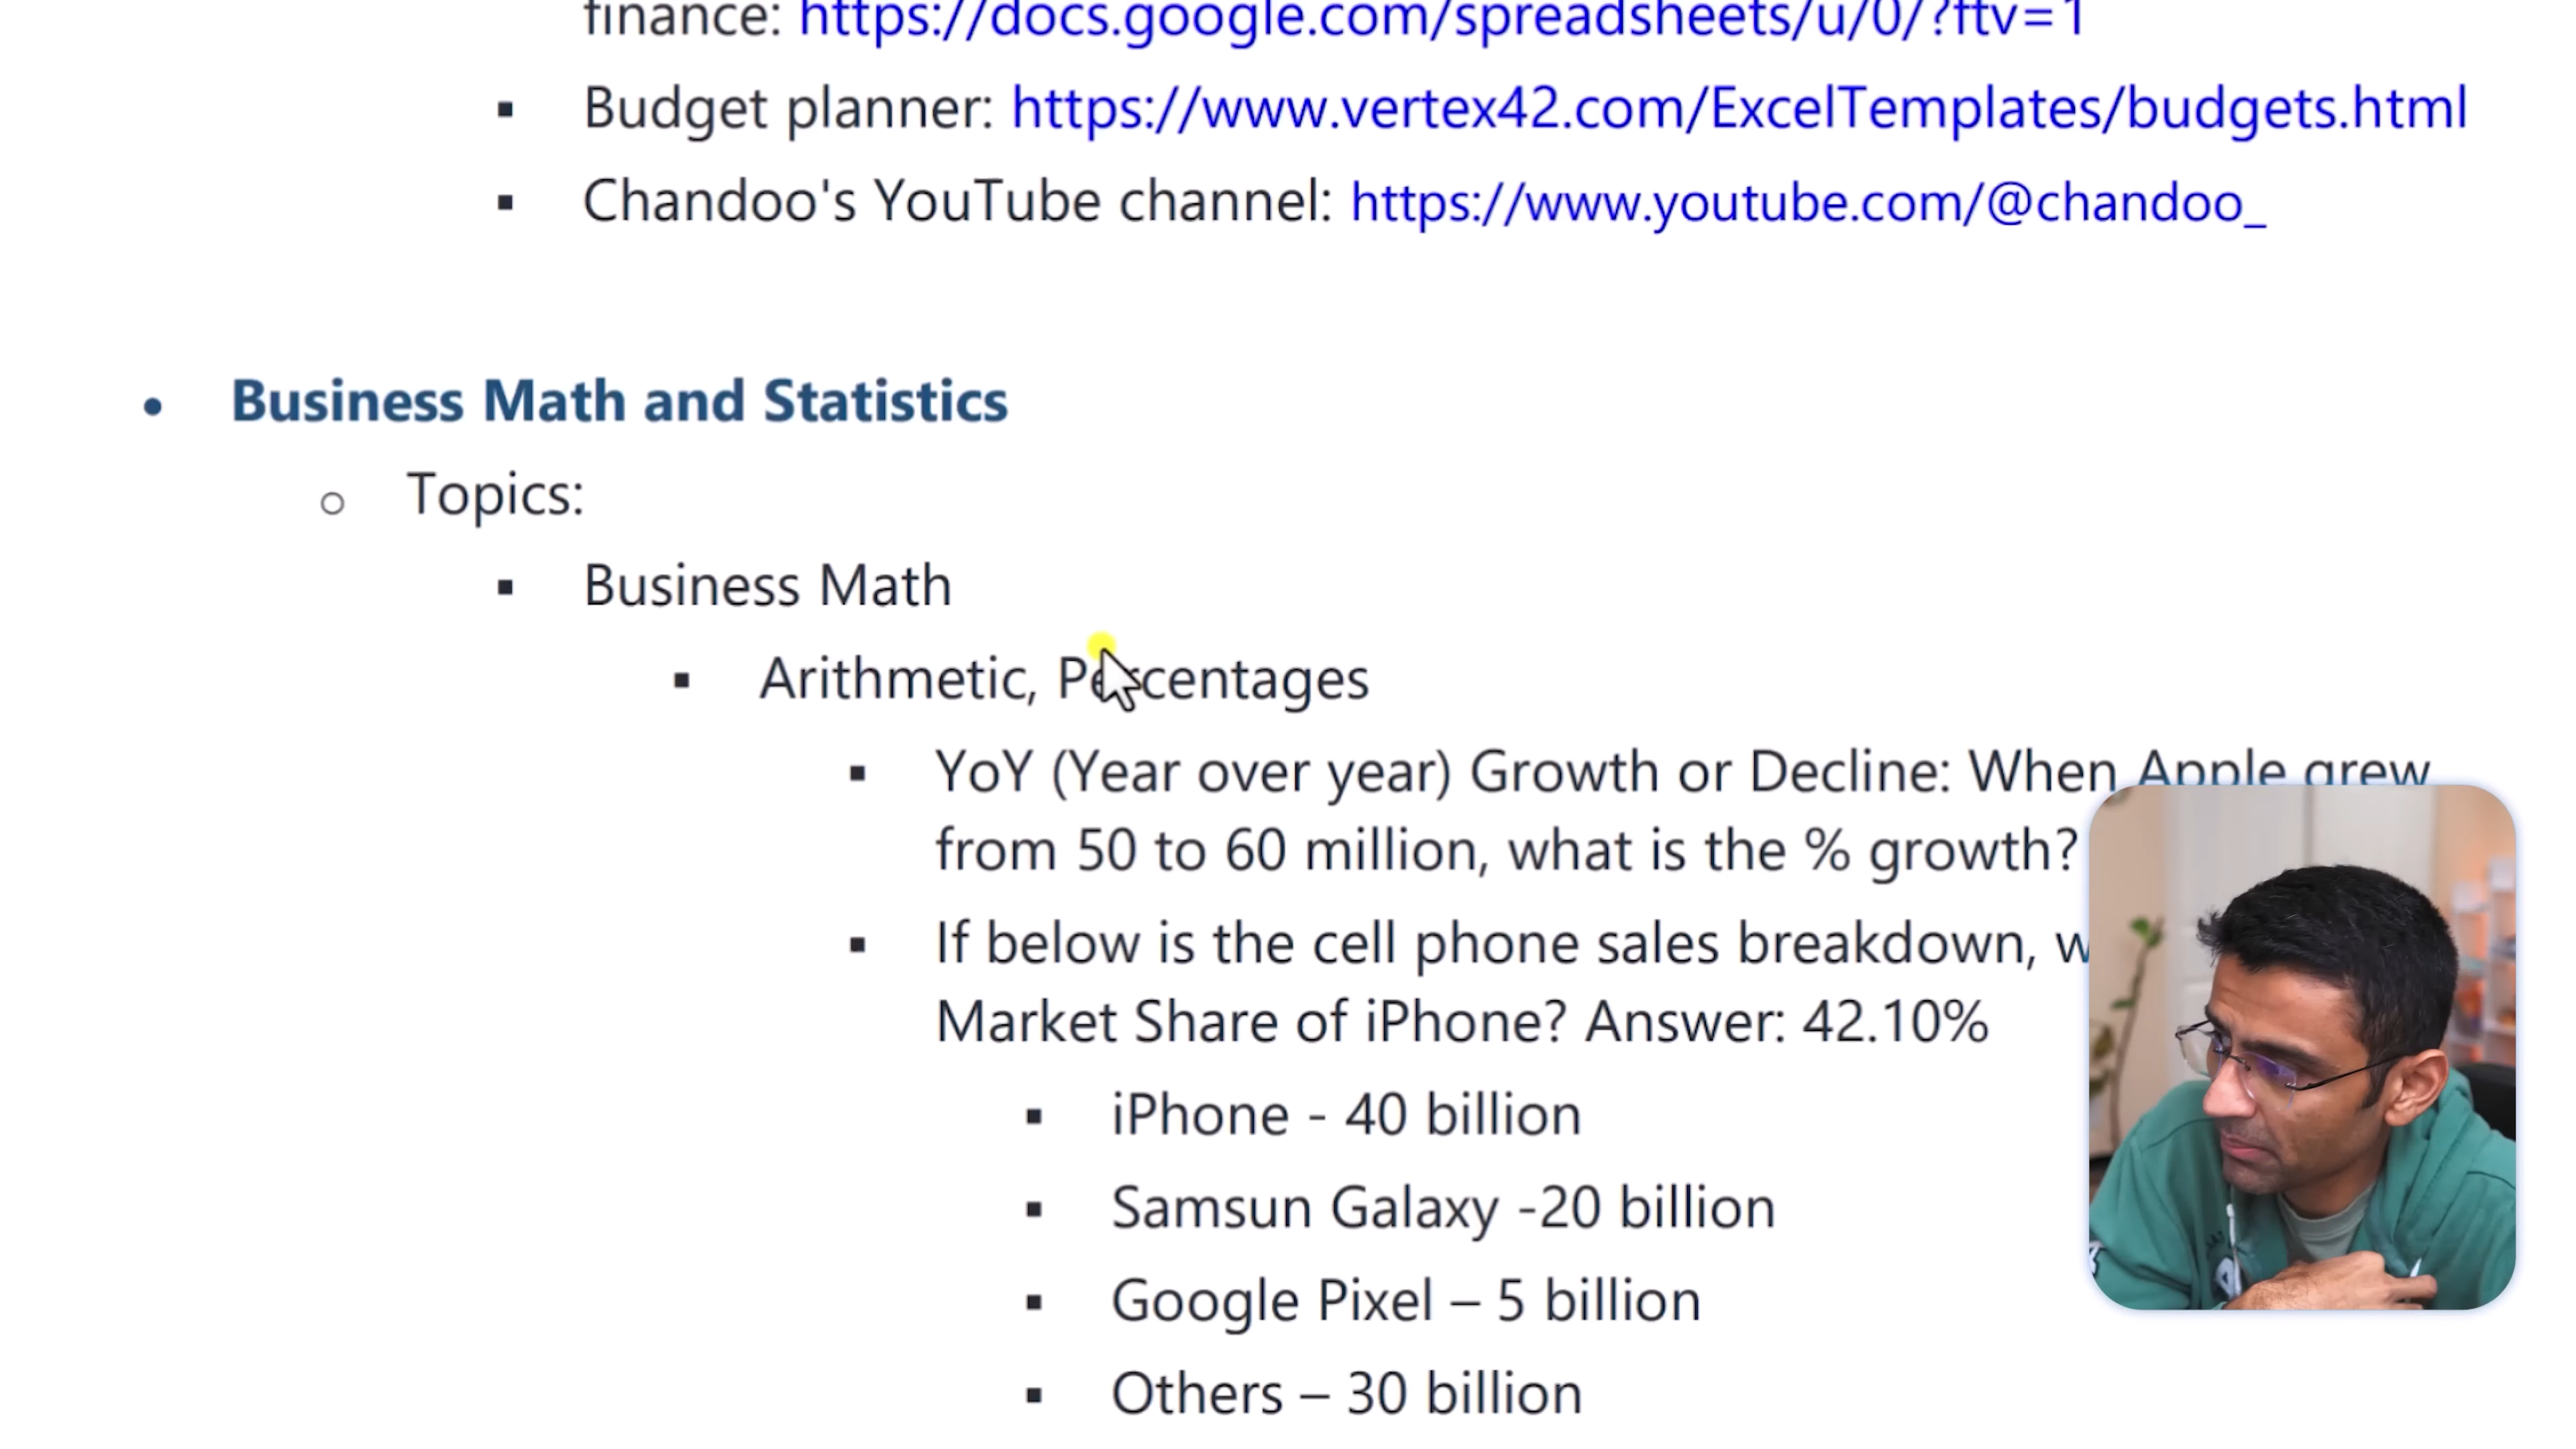 finance: https://docs.google.com/spreadsheets/u/0/?ftv=1
▪ Budget planner: https://www.vertex42.com/ExcelTemplates/budgets.html
▪ Chandoo's YouTube channel: https://www.youtube.com/@chandoo_
• Business Math and Statistics
○ Topics:
▪ Business Math
▪ Arithmetic, Percentages
▪ YoY (Year over year) Growth or Decline: When Apple grew
from 50 to 60 million, what is the % growth?
▪ If below is the cell phone sales breakdown,
Market Share of iPhone? Answer: 42.10%
▪ iPhone - 40 billion
▪ Samsun Galaxy -20 billion
▪ Google Pixel – 5 billion
▪ Others – 30 billion